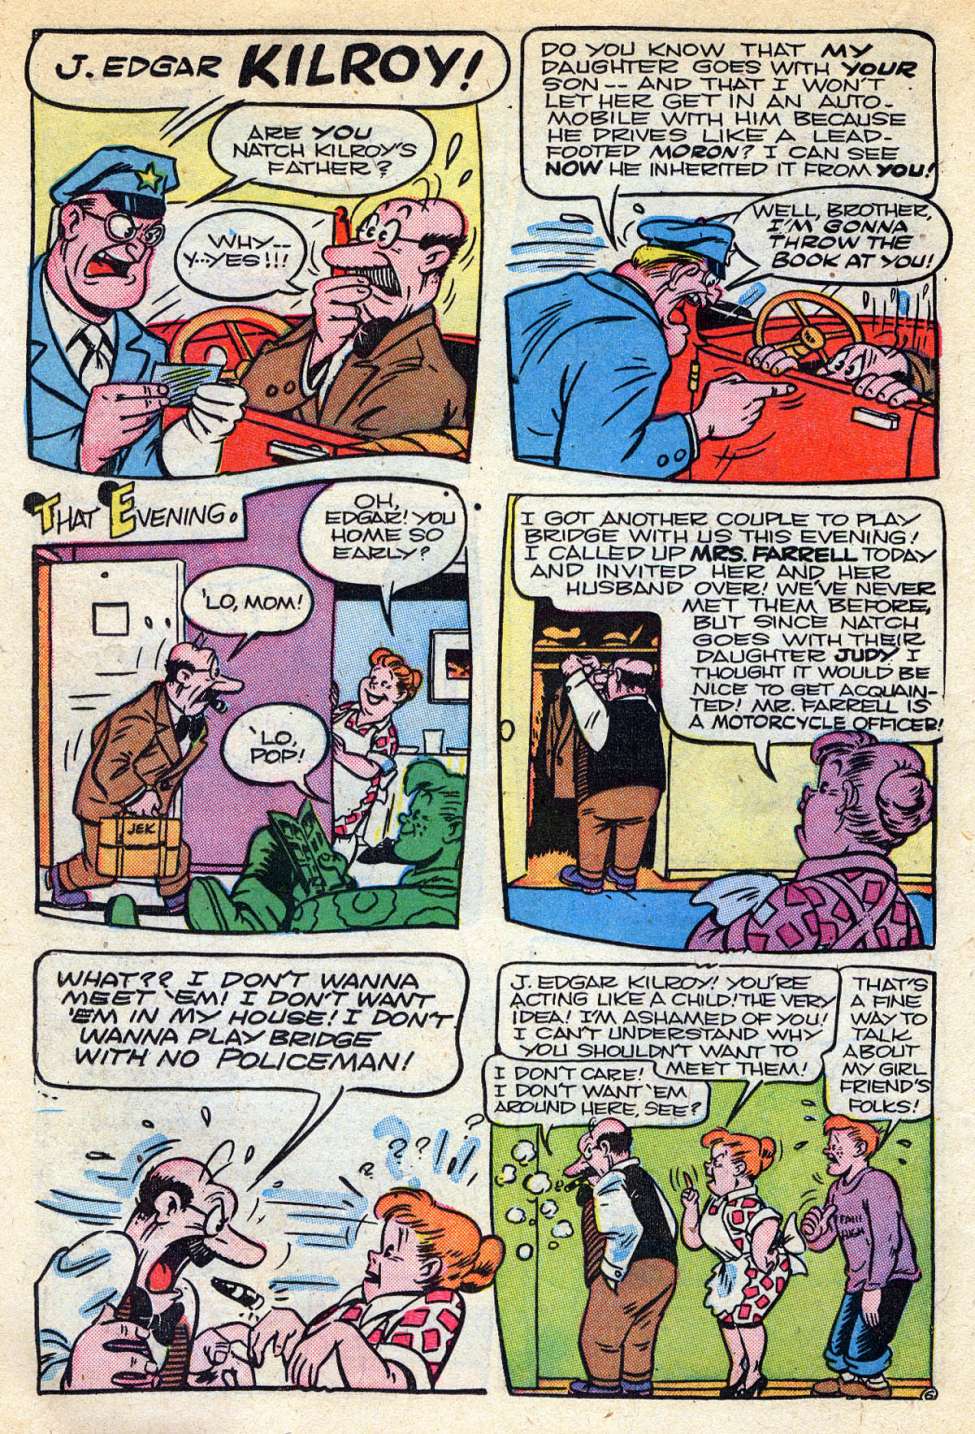 J. EDGAR KILROY!
ARE YOU
NATCH KILROY'S
FATHER?
WHY--
Y--YES!!!
DO YOU KNOW THAT MY
DAUGHTER GOES WITH YOUR
SON -- AND THAT I WON'T
LET HER GET IN AN AUTO-
MOBILE WITH HIM BECAUSE
HE DRIVES LIKE A LEAD-
FOOTED MORON? I CAN SEE
NOW HE INHERITED IT FROM YOU!
WELL, BROTHER,
I'M GONNA
THROW THE
BOOK AT YOU!
THAT EVENING.
'LO, MOM!
OH,
EDGAR! YOU
HOME SO
EARLY?
'LO,
POP!
JEK
I GOT ANOTHER COUPLE TO PLAY
BRIDGE WITH US THIS EVENING!
I CALLED UP MRS. FARRELL TODAY
AND INVITED HER AND HER
HUSBAND OVER! WE'VE NEVER
MET THEM BEFORE,
BUT SINCE NATCH
GOES WITH THEIR
DAUGHTER JUDY I
THOUGHT IT WOULD BE
NICE TO GET ACQUAIN-
TED! MR. FARRELL IS
A MOTORCYCLE OFFICER!
WHAT?? I DON'T WANNA
MEET 'EM! I DON'T WANT
'EM IN MY HOUSE! I DON'T
WANNA PLAY BRIDGE
WITH NO POLICEMAN!
? ? ! ! ?
?
I DON'T CARE!
I DON'T WANT 'EM
AROUND HERE, SEE?
J. EDGAR KILROY! YOU'RE
ACTING LIKE A CHILD! THE VERY
IDEA! I'M ASHAMED OF YOU!
I CAN'T UNDERSTAND WHY
YOU SHOULDN'T WANT TO
MEET THEM!
THAT'S
A FINE
WAY TO
TALK
ABOUT
MY GIRL
FRIEND'S
FOLKS!
HIGH
6